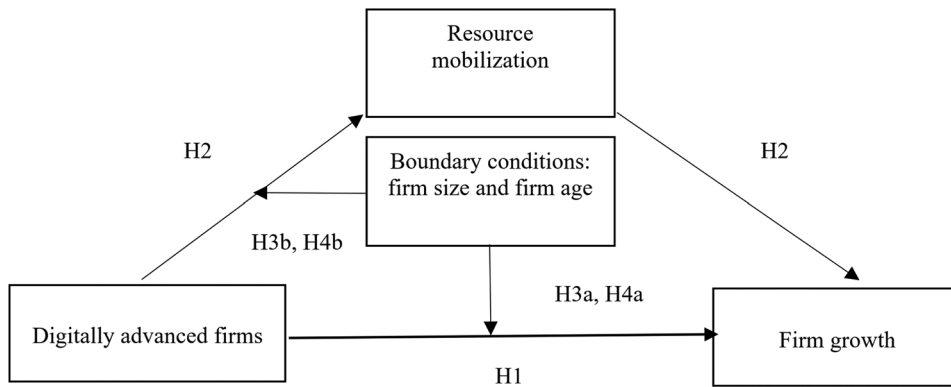 Resource
mobilization
H2
H2
Boundary conditions:
firm size and firm age
H3b, H4b
H3a, H4a
Digitally advanced firms
Firm growth
H1